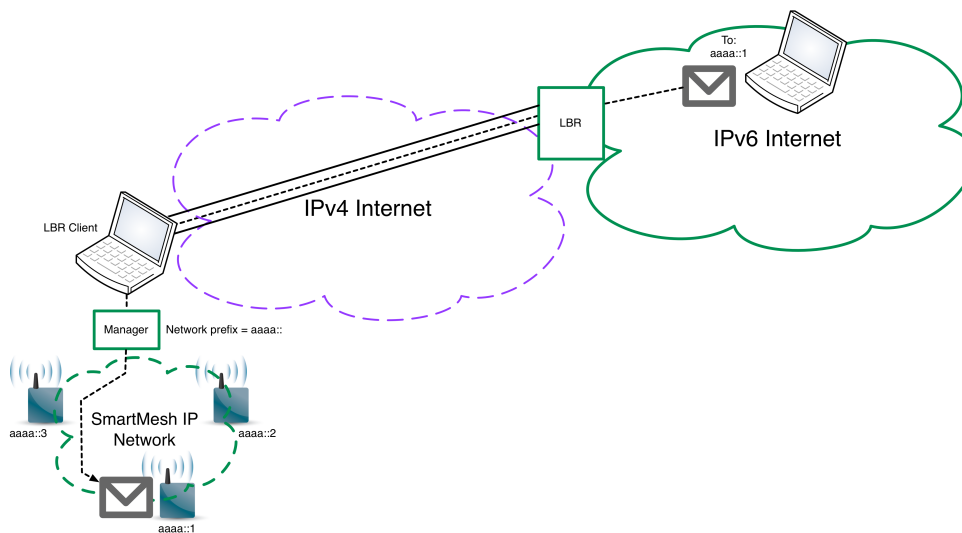 To:
aaaa::1
LBR
IPv6 Internet
IPv4 Internet
LBR Client
Manager
Network prefix = aaaa::
SmartMesh IP
Network
aaaa::3
aaaa::2
aaaa::1